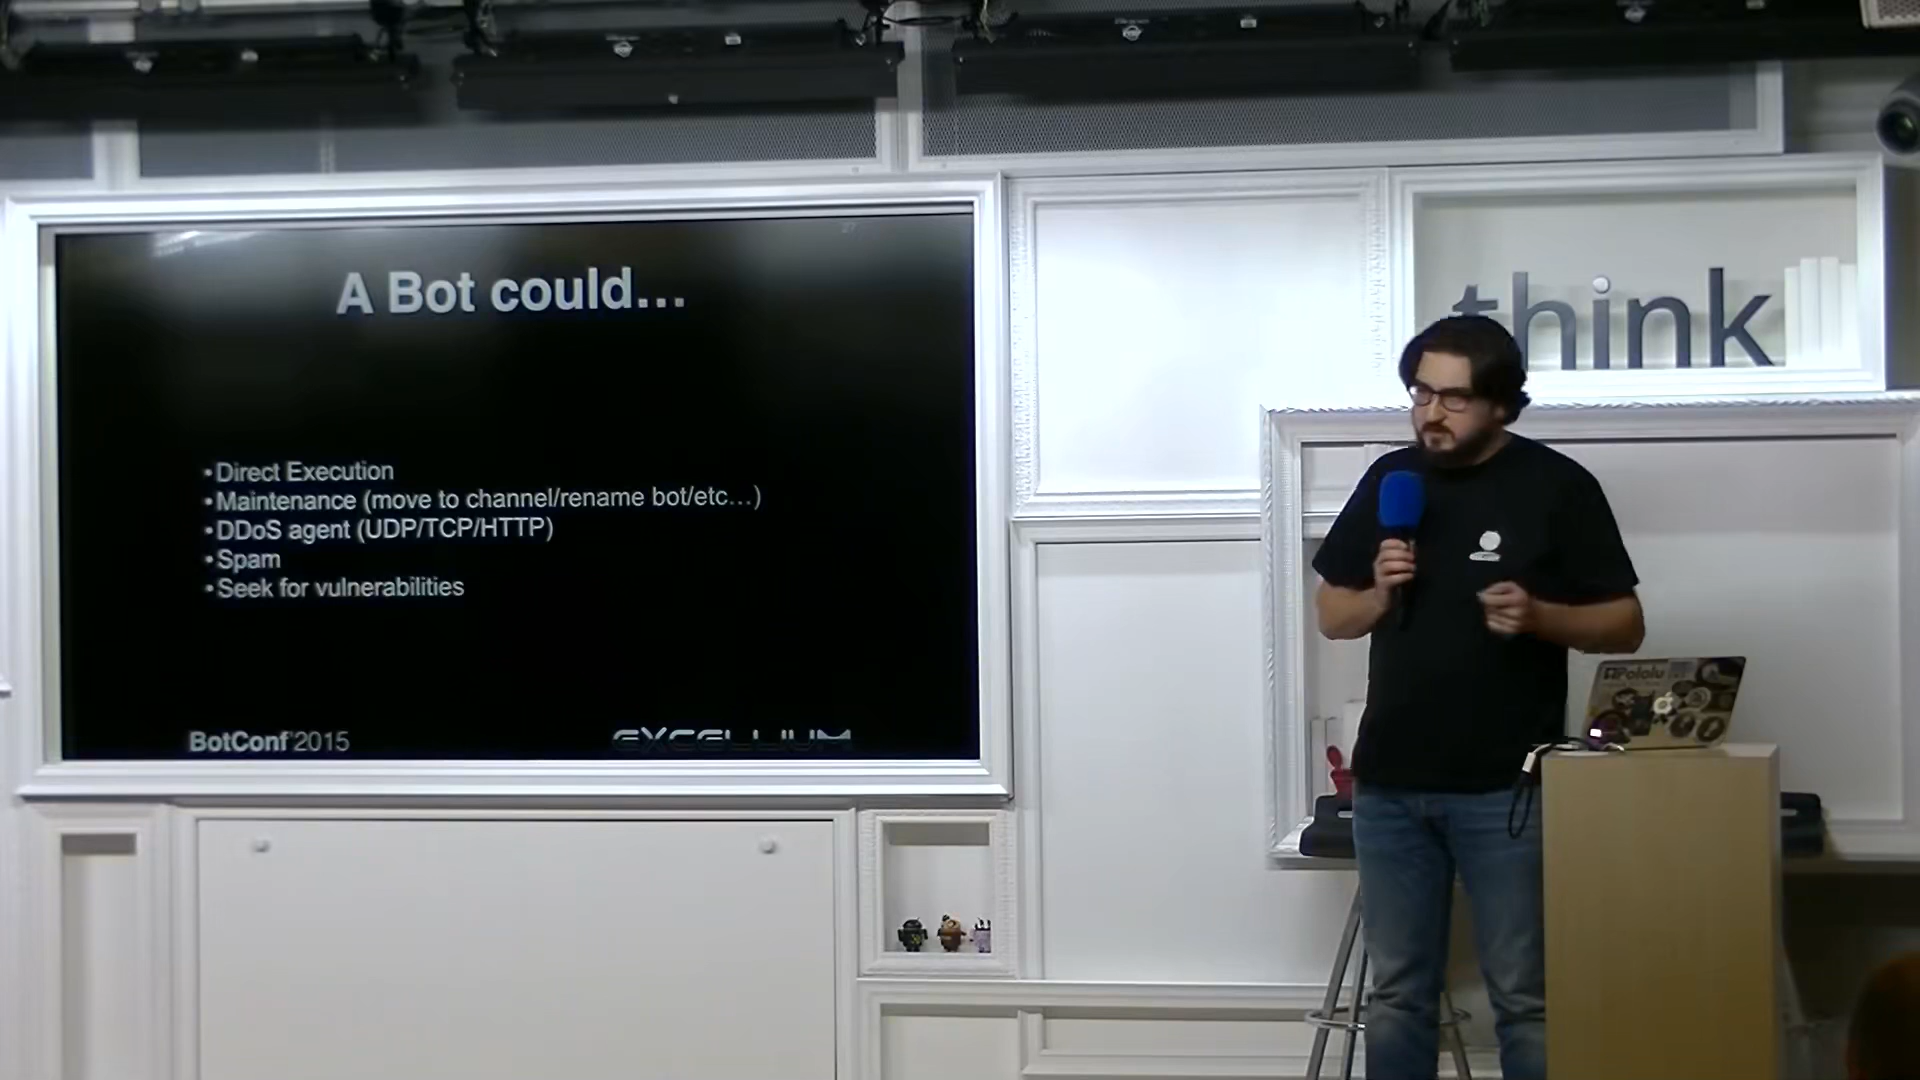 A Bot could...
•Direct Execution
•Maintenance (move to channel/rename bot/etc...)
•DDoS agent (UDP/TCP/HTTP)
•Spam
•Seek for vulnerabilities
BotConf 2015
EXCELLIUM
think
Pololu